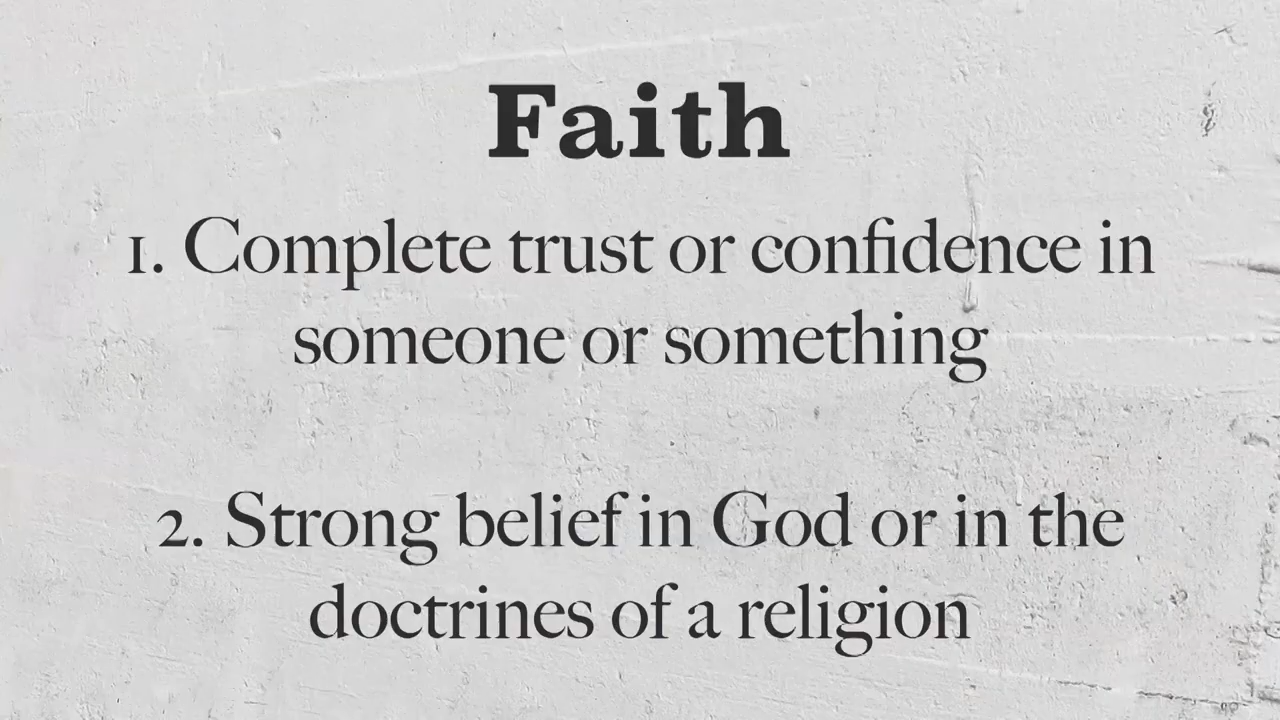 Faith
1. Complete trust or confidence in
someone or something
2. Strong belief in God or in the
doctrines of a religion